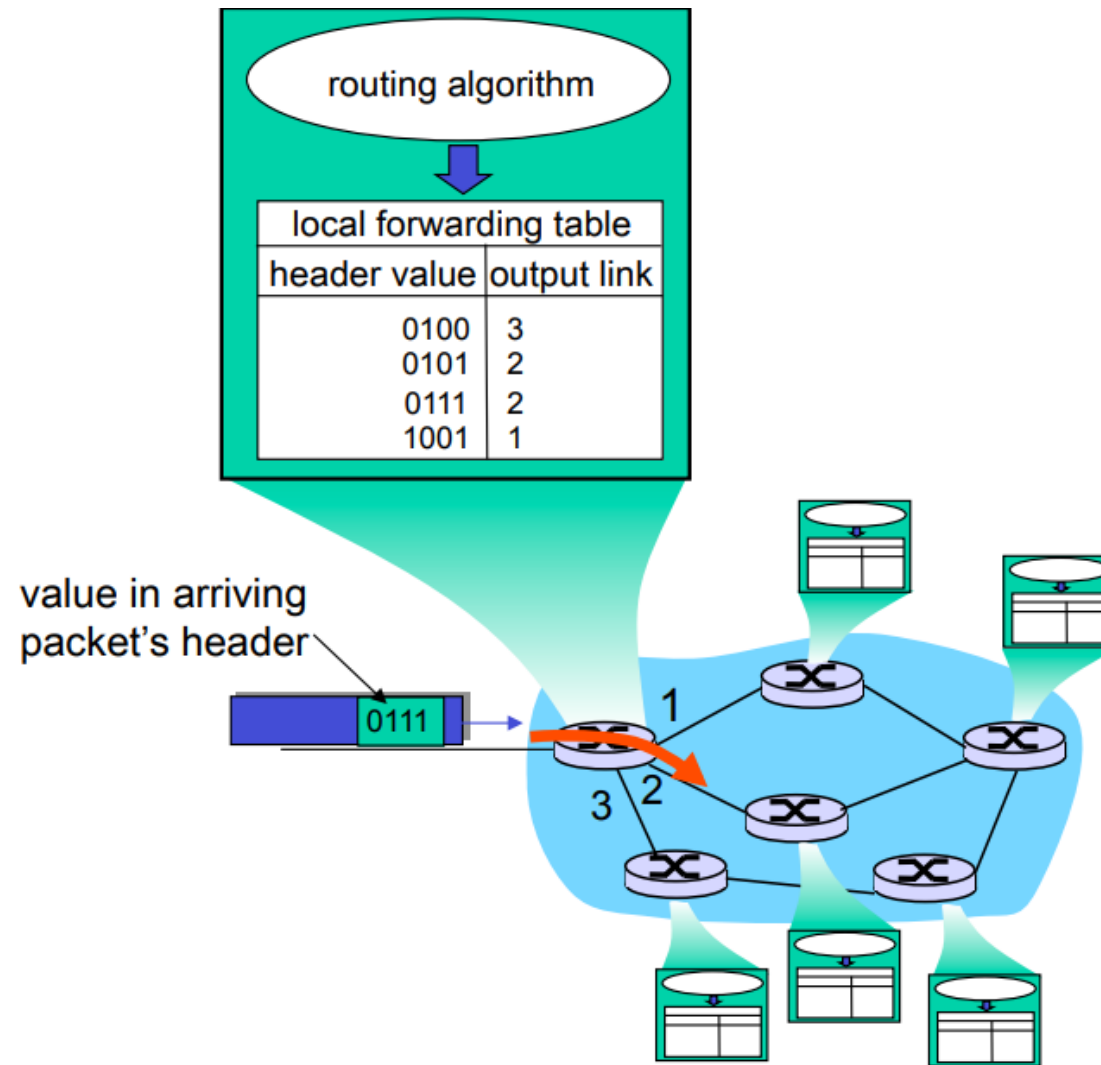 routing algorithm
local forwarding table
header value output link
0100 3
0101 2
0111 2
1001 1
value in arriving
packet's header
0111
1
2
3